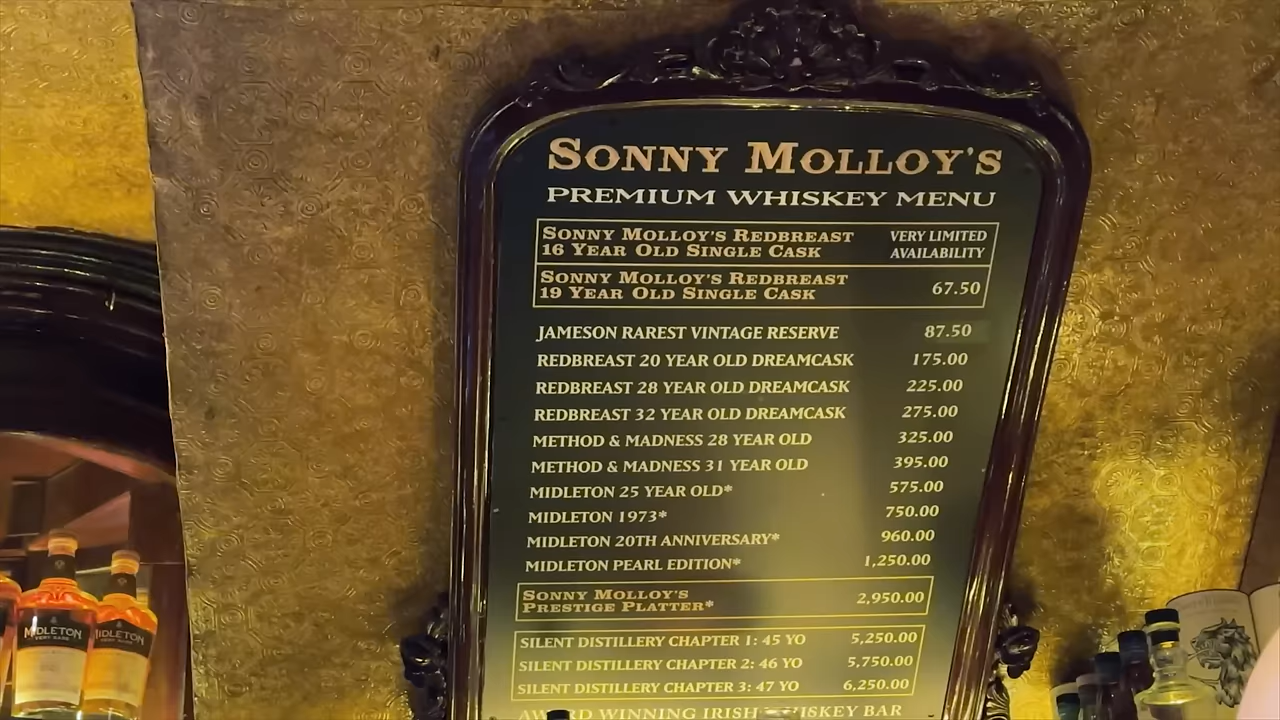 SONNY MOLLOY'S
PREMIUM WHISKEY MENU
SONNY MOLLOY'S REDBREAST
16 YEAR OLD SINGLE CASK
VERY LIMITED
AVAILABILITY
SONNY MOLLOY'S REDBREAST
19 YEAR OLD SINGLE CASK
67.50
JAMESON RAREST VINTAGE RESERVE 87.50
REDBREAST 20 YEAR OLD DREAMCASK 175.00
REDBREAST 28 YEAR OLD DREAMCASK 225.00
REDBREAST 32 YEAR OLD DREAMCASK 275.00
METHOD & MADNESS 28 YEAR OLD 325.00
METHOD & MADNESS 31 YEAR OLD 395.00
MIDLETON 25 YEAR OLD* 575.00
MIDLETON 1973* 750.00
MIDLETON 20TH ANNIVERSARY* 960.00
MIDLETON PEARL EDITION* 1,250.00
SONNY MOLLOY'S
PRESTIGE PLATTER*
2,950.00
SILENT DISTILLERY CHAPTER 1: 45 YO 5,250.00
SILENT DISTILLERY CHAPTER 2: 46 YO 5,750.00
SILENT DISTILLERY CHAPTER 3: 47 YO 6,250.00
AWARD WINNING IRISH WHISKEY BAR
MIDLETON
VERY RARE
MIDLETON
VERY RARE